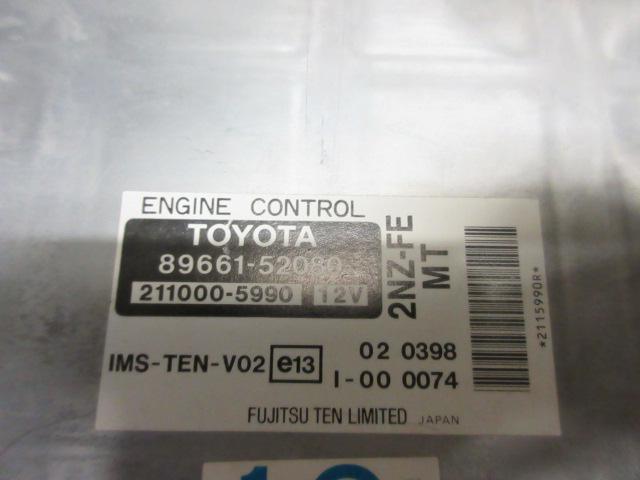 ENGINE CONTROL
TOYOTA
89661-52080
211000-5990 12V
2NZ-FE
MT
*2115990R*
IMS-TEN-V02 e13
02 0398
I-00 0074
FUJITSU TEN LIMITED JAPAN